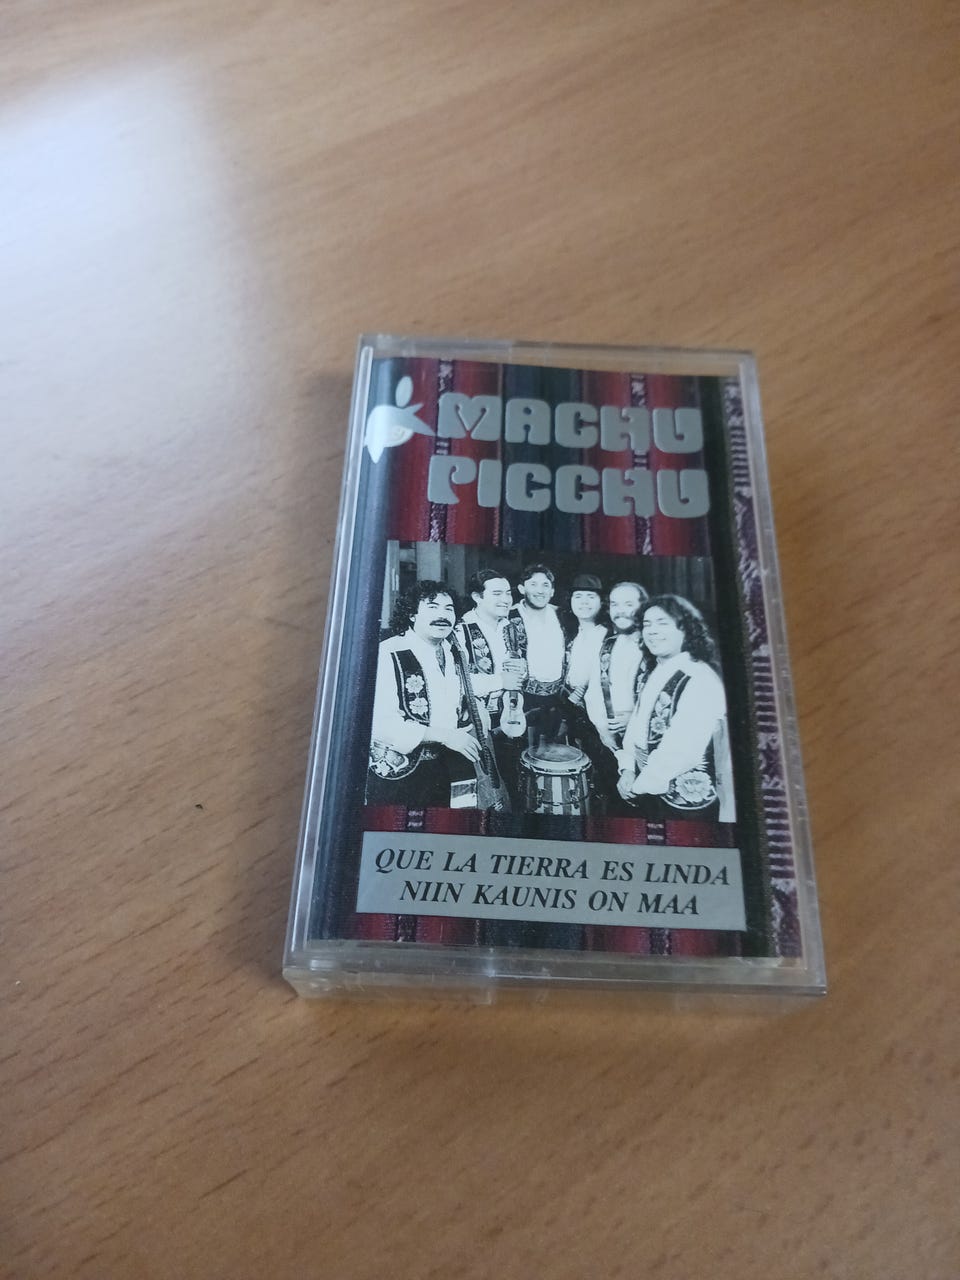 MACHU
PICCHU
QUE LA TIERRA ES LINDA
NIIN KAUNIS ON MAA